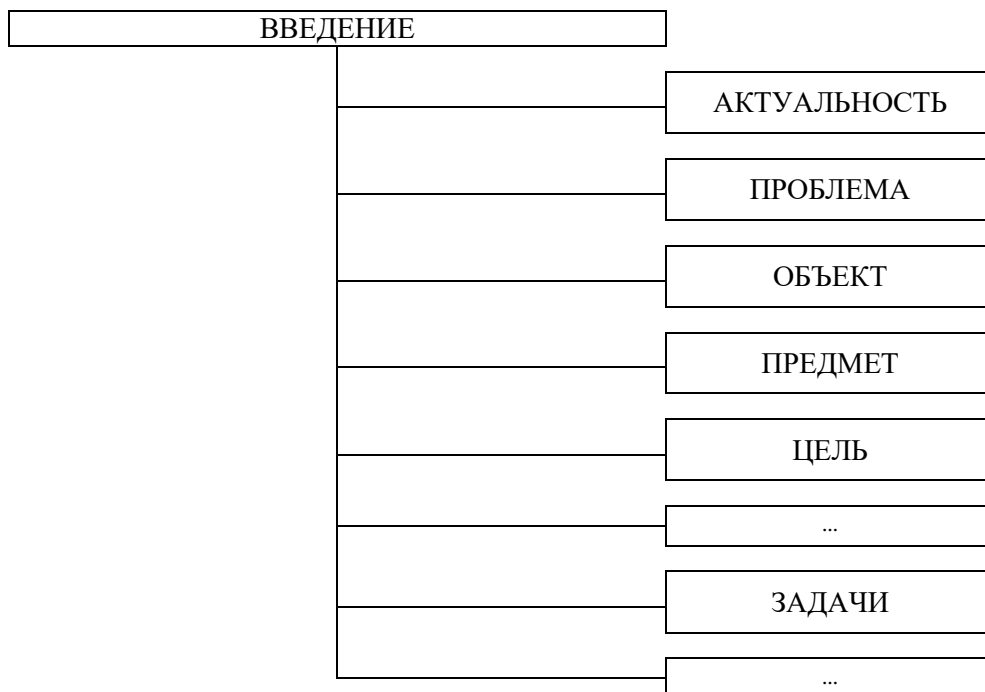 ВВЕДЕНИЕ
АКТУАЛЬНОСТЬ
ПРОБЛЕМА
ОБЪЕКТ
ПРЕДМЕТ
ЦЕЛЬ
...
ЗАДАЧИ
...